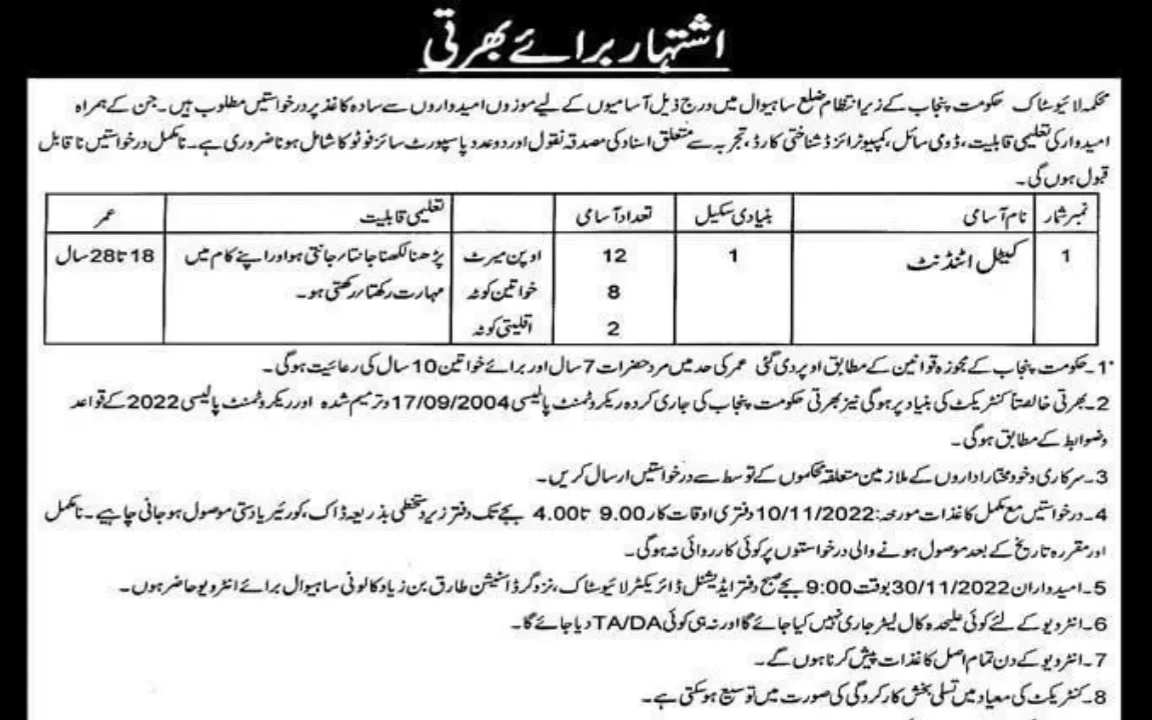 اشتہار برائے بھرتی
محکمہ لائیو سٹاک حکومت پنجاب کے زیر انتظام ضلع ساہیوال میں درج ذیل آسامیوں کے لیے موزوں امیدواروں سے سادہ کاغذ پر درخواستیں مطلوب ہیں۔ جن کے ہمراہ
امیدوار کی تعلیمی قابلیت، ڈومی سائل، کمپیوٹرائزڈ شناختی کارڈ، تجربہ سے متعلق اسناد کی مصدقہ نقول اور دو عدد پاسپورٹ سائز فوٹو کا شامل ہونا ضروری ہے۔ نامکمل درخواستیں ناقابل
قبول ہوں گی۔
نمبر شمار نام آسامی بنیادی سکیل تعداد آسامی تعلیمی قابلیت عمر
1 کیٹل اٹنڈنٹ 1 12 اوپن میرٹ پڑھنا لکھنا جانتا/جانتی ہو اور اپنے کام میں 18 تا 28 سال
8 خواتین کوٹہ مہارت رکھتا/رکھتی ہو۔
2 اقلیتی کوٹہ
1۔ حکومت پنجاب کے مجوزہ قوانین کے مطابق اوپر دی گئی عمر کی حد میں مرد حضرات 7 سال اور برائے خواتین 10 سال کی رعائیت ہوگی۔
2۔ بھرتی خالصتاً کنٹریکٹ کی بنیاد پر ہوگی نیز بھرتی حکومت پنجاب کی جاری کردہ ریکروٹمنٹ پالیسی 17/09/2004 و ترمیم شدہ اور ریکروٹمنٹ پالیسی 2022 کے قواعد
و ضوابط کے مطابق ہوگی۔
3۔ سرکاری و خود مختار اداروں کے ملازمین متعلقہ محکموں کے توسط سے درخواستیں ارسال کریں۔
4۔ درخواستیں مع مکمل کاغذات مورخہ: 10/11/2022 دفتری اوقات کار 9.00 تا 4.00 بجے تک دفتر زیر دستخطی بذریعہ ڈاک، کورئیر یا دستی موصول ہو جانی چاہیے۔ نامکمل
اور مقررہ تاریخ کے بعد موصول ہونے والی درخواستوں پر کوئی کارروائی نہ ہوگی۔
5۔ امیدواران 30/11/2022 بوقت 9:00 بجے صبح دفتر ایڈیشنل ڈائریکٹر لائیو سٹاک، نزد گرڈ اسٹیشن طارق بن زیاد کالونی ساہیوال برائے انٹرویو حاضر ہوں۔
6۔ انٹرویو کے لئے کوئی علیحدہ کال لیٹر جاری نہیں کیا جائے گا اور نہ ہی کوئی TA/DA دیا جائے گا۔
7۔ انٹرویو کے دن تمام اصل کاغذات پیش کرنا ہوں گے۔
8۔ کنٹریکٹ کی معیاد میں تسلی بخش کارکردگی کی صورت میں توسیع ہو سکتی ہے۔